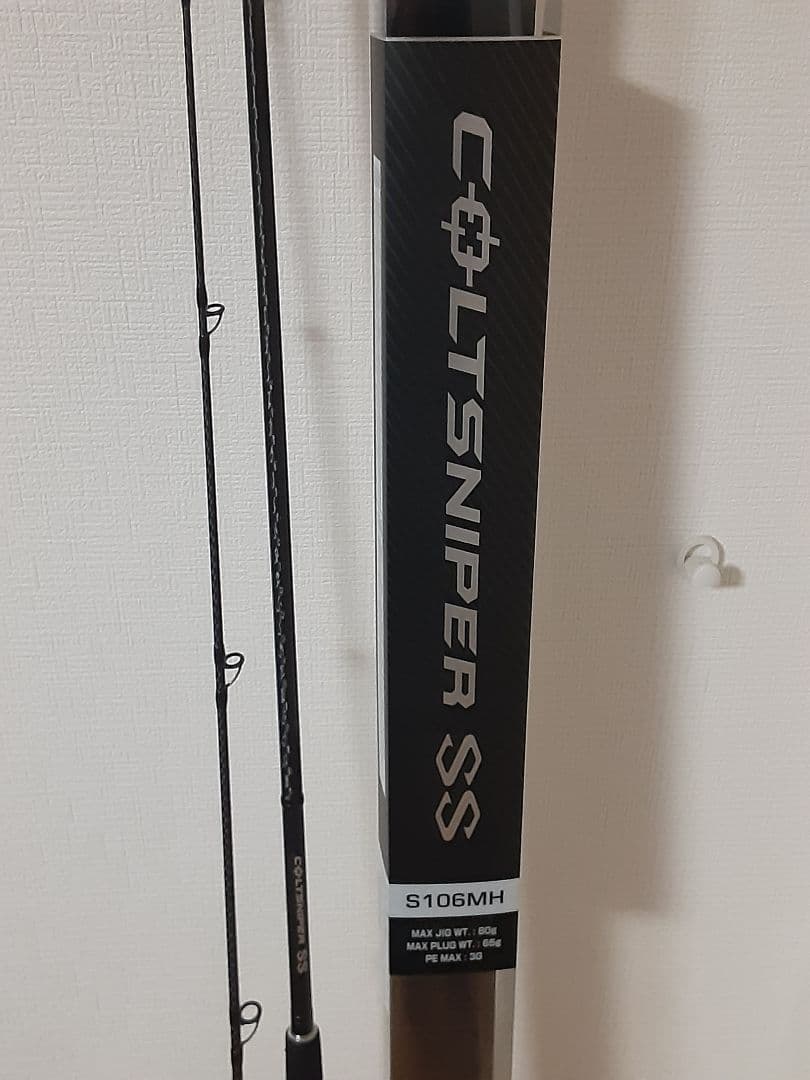 COLTSNIPER SS
S106MH
MAX JIG WT. : 80g
MAX PLUG WT. : 65g
PE MAX : 3G
COLTSNIPER SS